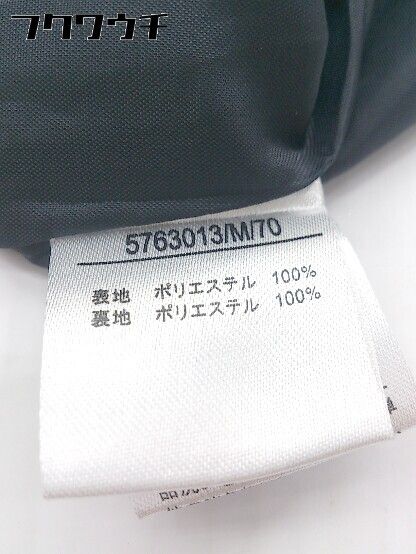 フクワウチ
5763013/M/70
表地 ポリエステル 100%
裏地 ポリエステル 100%